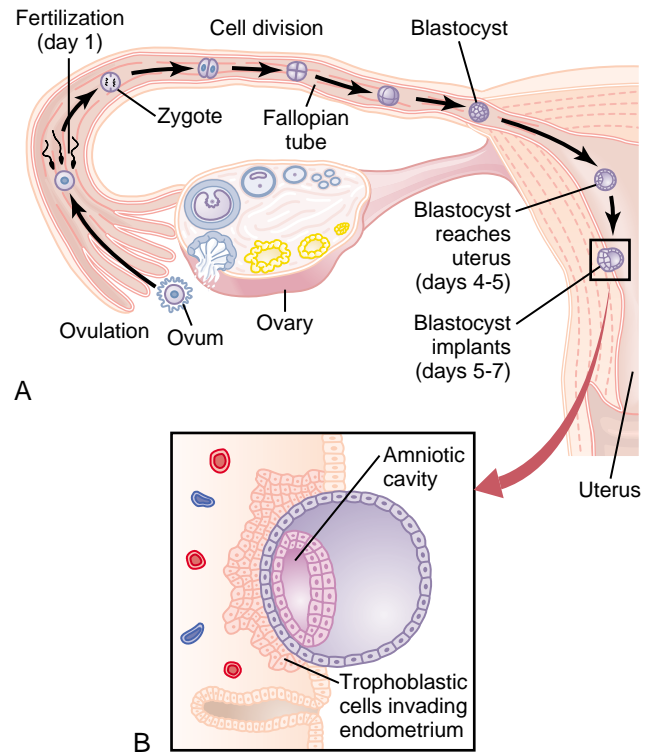 Fertilization
(day 1)
Cell division
Blastocyst
Zygote
Fallopian
tube
Blastocyst
reaches
uterus
(days 4-5)
Ovulation
Ovum
Ovary
Blastocyst
implants
(days 5-7)
A
Uterus
Amniotic
cavity
Trophoblastic
cells invading
endometrium
B